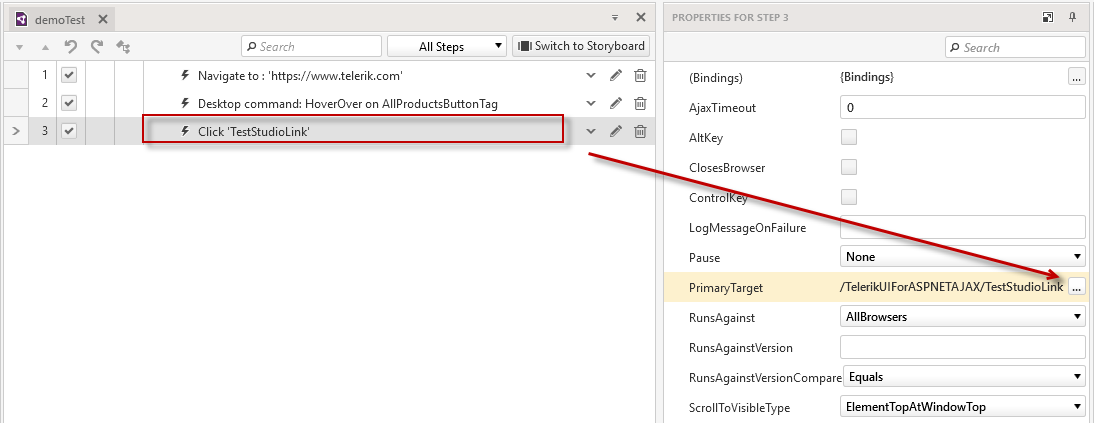 demoTest
Search
All Steps
Switch to Storyboard
1 Navigate to : 'https://www.telerik.com'
2 Desktop command: HoverOver on AllProductsButtonTag
3 Click 'TestStudioLink'
PROPERTIES FOR STEP 3
Search
(Bindings) {Bindings} ...
AjaxTimeout 0
AltKey
ClosesBrowser
ControlKey
LogMessageOnFailure
Pause None
PrimaryTarget /TelerikUIForASPNETAJAX/TestStudioLink ...
RunsAgainst AllBrowsers
RunsAgainstVersion
RunsAgainstVersionCompare Equals
ScrollToVisibleType ElementTopAtWindowTop